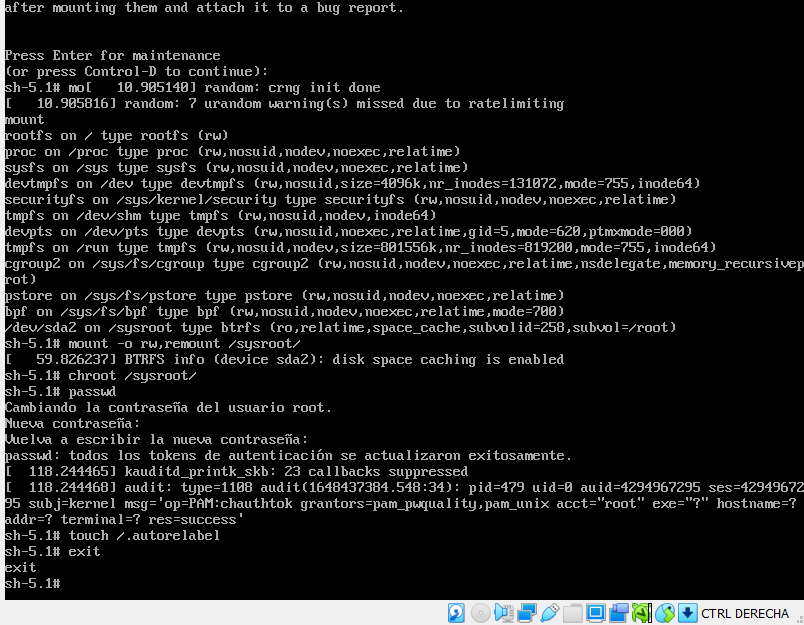 after mounting them and attach it to a bug report.
Press Enter for maintenance
(or press Control-D to continue):
sh-5.1# mo[   10.905140] random: crng init done
[   10.905816] random: 7 urandom warning(s) missed due to ratelimiting
mount
rootfs on / type rootfs (rw)
proc on /proc type proc (rw,nosuid,nodev,noexec,relatime)
sysfs on /sys type sysfs (rw,nosuid,nodev,noexec,relatime)
devtmpfs on /dev type devtmpfs (rw,nosuid,size=4096k,nr_inodes=131072,mode=755,inode64)
securityfs on /sys/kernel/security type securityfs (rw,nosuid,nodev,noexec,relatime)
tmpfs on /dev/shm type tmpfs (rw,nosuid,nodev,inode64)
devpts on /dev/pts type devpts (rw,nosuid,noexec,relatime,gid=5,mode=620,ptmxmode=000)
tmpfs on /run type tmpfs (rw,nosuid,nodev,size=801556k,nr_inodes=819200,mode=755,inode64)
cgroup2 on /sys/fs/cgroup type cgroup2 (rw,nosuid,nodev,noexec,relatime,nsdelegate,memory_recursivep
rot)
pstore on /sys/fs/pstore type pstore (rw,nosuid,nodev,noexec,relatime)
bpf on /sys/fs/bpf type bpf (rw,nosuid,nodev,noexec,relatime,mode=700)
/dev/sda2 on /sysroot type btrfs (ro,relatime,space_cache,subvolid=258,subvol=/root)
sh-5.1# mount -o rw,remount /sysroot/
[   59.826237] BTRFS info (device sda2): disk space caching is enabled
sh-5.1# chroot /sysroot/
sh-5.1# passwd
Cambiando la contraseña del usuario root.
Nueva contraseña:
Vuelva a escribir la nueva contraseña:
passwd: todos los tokens de autenticación se actualizaron exitosamente.
[  118.244465] kauditd_printk_skb: 23 callbacks suppressed
[  118.244468] audit: type=1108 audit(1648437384.548:34): pid=479 uid=0 auid=4294967295 ses=42949672
95 subj=kernel msg='op=PAM:chauthtok grantors=pam_pwquality,pam_unix acct="root" exe="?" hostname=?
addr=? terminal=? res=success'
sh-5.1# touch /.autorelabel
sh-5.1# exit
exit
sh-5.1#
CTRL DERECHA